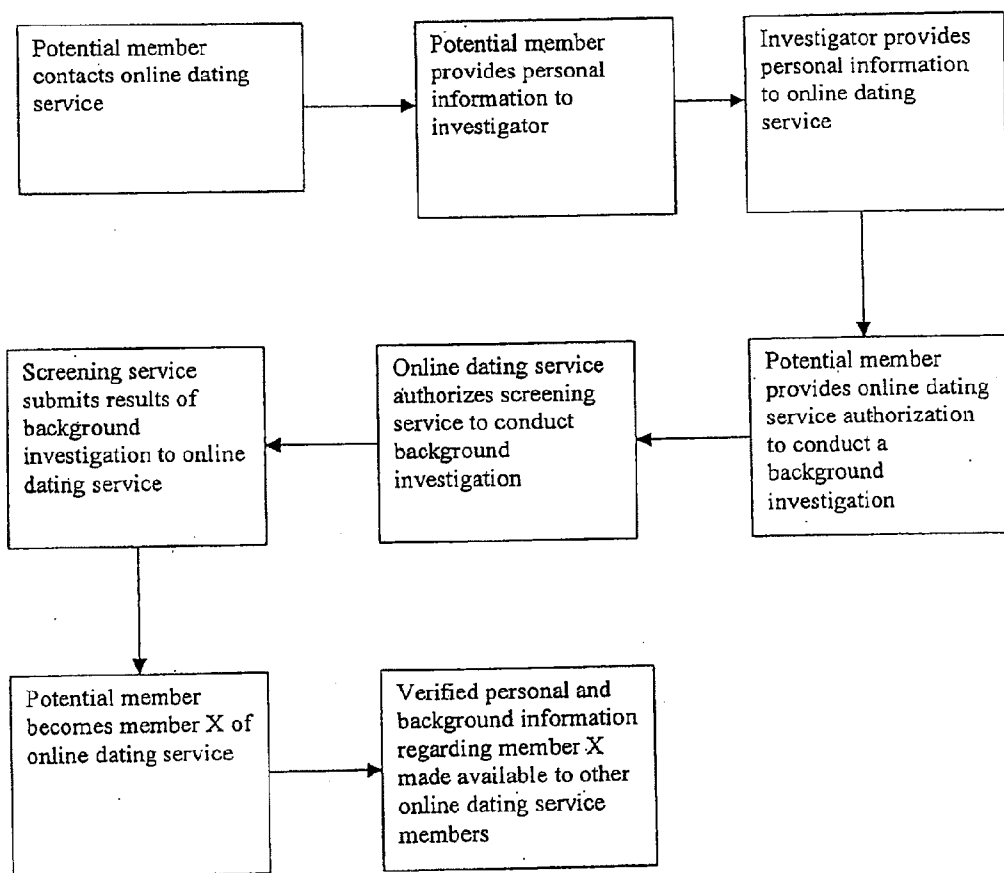 Potential member
contacts online dating
service
Potential member
provides personal
information to
investigator
Investigator provides
personal information
to online dating
service
Potential member
provides online dating
service authorization
to conduct a
background
investigation
Online dating service
authorizes screening
service to conduct
background
investigation
Screening service
submits results of
background
investigation to online
dating service
Potential member
becomes member X of
online dating service
Verified personal and
background information
regarding member X
made available to other
online dating service
members